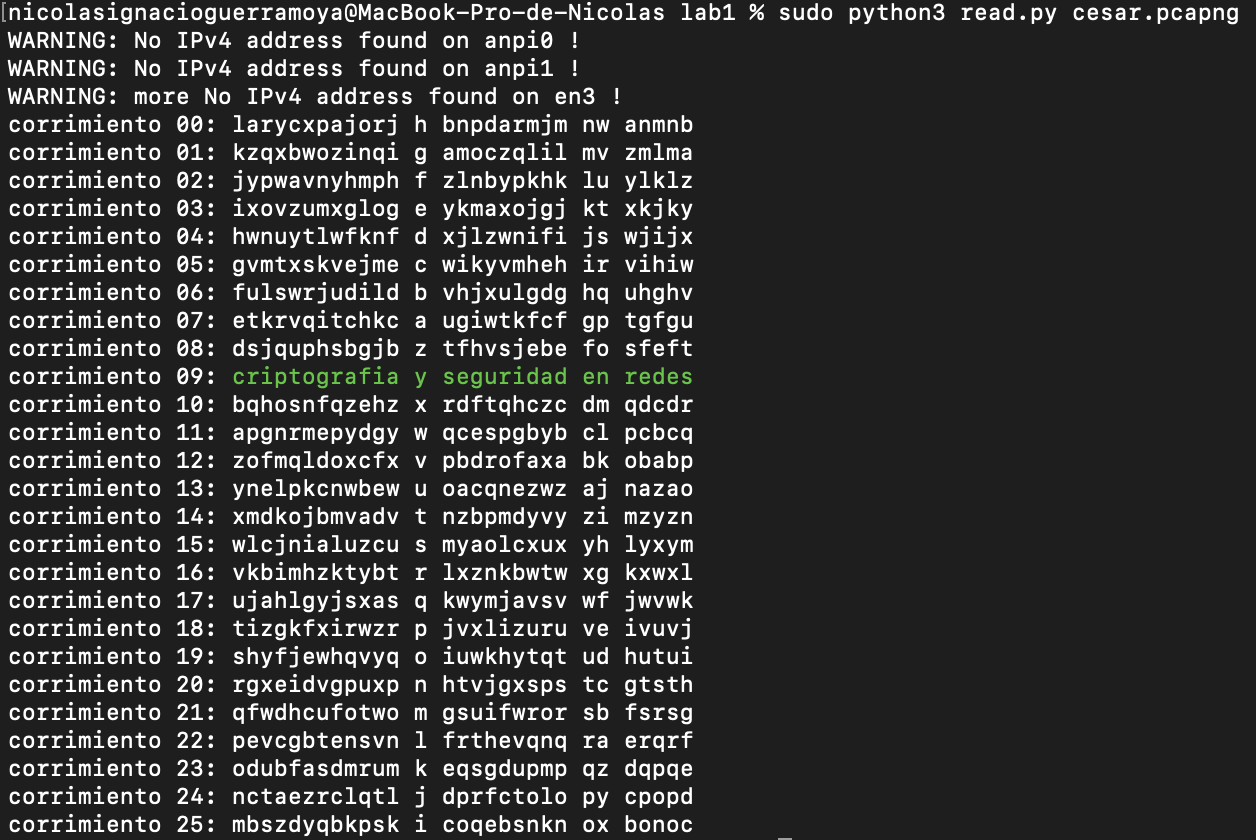 [nicolasignacioguerramoya@MacBook-Pro-de-Nicolas lab1 % sudo python3 read.py cesar.pcapng
WARNING: No IPv4 address found on anpi0 !
WARNING: No IPv4 address found on anpi1 !
WARNING: more No IPv4 address found on en3 !
corrimiento 00: larycxpajorj h bnpdarmjm nw anmnb
corrimiento 01: kzqxbwozinqi g amoczqlil mv zmlma
corrimiento 02: jypwavnyhmph f zlnbypkhk lu ylklz
corrimiento 03: ixovzumxglog e ykmaxojgj kt xkjky
corrimiento 04: hwnuytlwfknf d xjlzwnifi js wjijx
corrimiento 05: gvmtxskvejme c wikyvmheh ir vihiw
corrimiento 06: fulswrjudild b vhjxulgdg hq uhghv
corrimiento 07: etkrvqitchkc a ugiwtkfcf gp tgfgu
corrimiento 08: dsjquphsbgjb z tfhvsjebe fo sfeft
corrimiento 09: criptografia y seguridad en redes
corrimiento 10: bqhosnfqzehz x rdftqhczc dm qdcdr
corrimiento 11: apgnrmepydgy w qcespgbyb cl pcbcq
corrimiento 12: zofmqldoxcfx v pbdrofaxa bk obabp
corrimiento 13: ynelpkcnwbew u oacqnezwz aj nazao
corrimiento 14: xmdkojbmvadv t nzbpmdyvy zi mzyzn
corrimiento 15: wlcjnialuzcu s myaolcxux yh lyxym
corrimiento 16: vkbimhzktybt r lxznkbwtw xg kxwxl
corrimiento 17: ujahlgyjsxas q kwymjavsv wf jwvwk
corrimiento 18: tizgkfxirwzr p jvxlizuru ve ivuvj
corrimiento 19: shyfjewhqvyq o iuwkhytqt ud hutui
corrimiento 20: rgxeidvgpuxp n htvjgxsps tc gtsth
corrimiento 21: qfwdhcufotwo m gsuifwror sb fsrsg
corrimiento 22: pevcgbtensvn l frthevqnq ra erqrf
corrimiento 23: odubfasdmrum k eqsgdupmp qz dqpqe
corrimiento 24: nctaezrclqtl j dprfctolo py cpopd
corrimiento 25: mbszdyqbkpsk i coqebsnkn ox bonoc